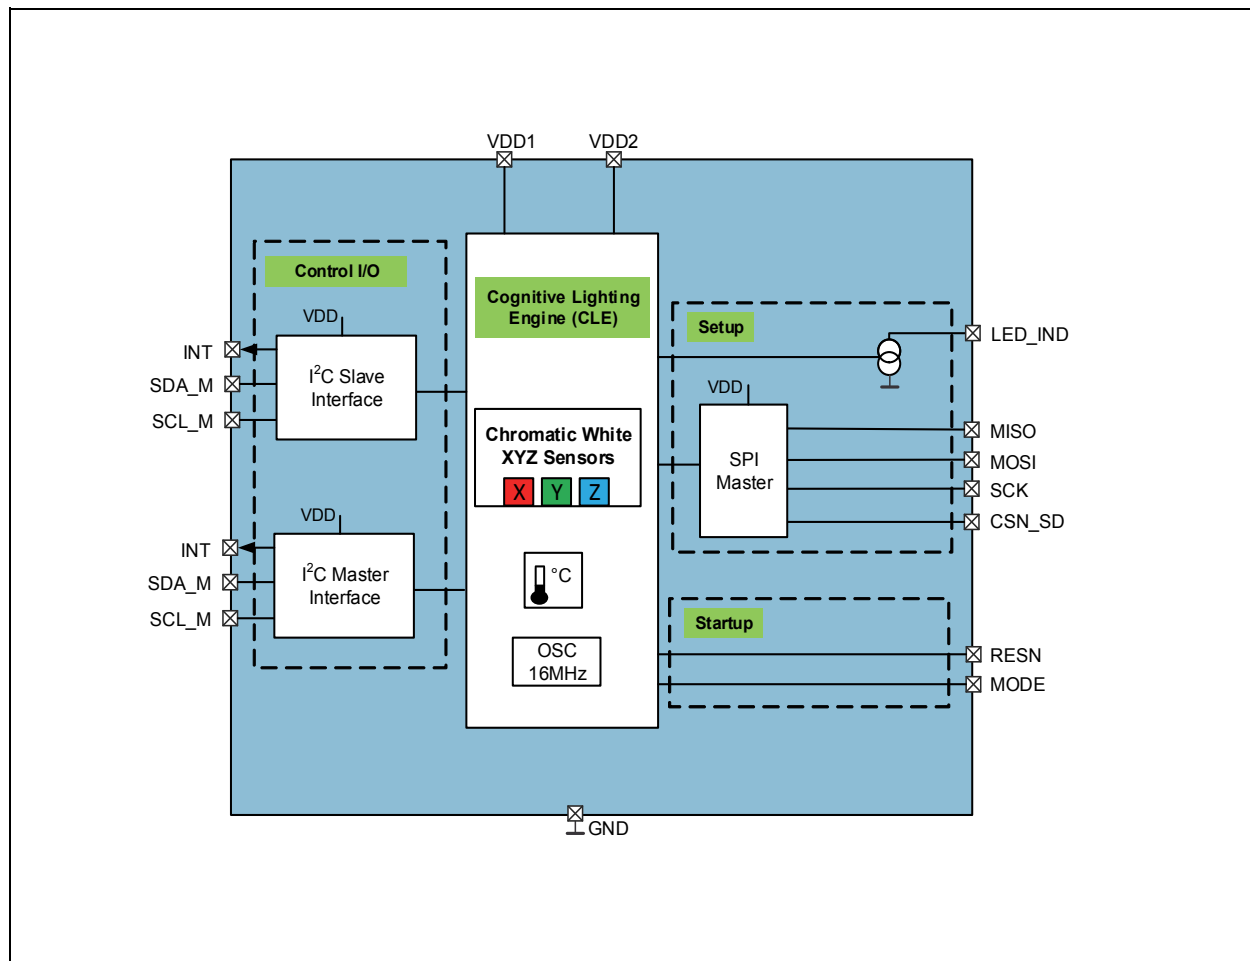 VDD1
VDD2
Control I/O
VDD
INT
SDA_M
SCL_M
I²C Slave
Interface
VDD
INT
SDA_M
SCL_M
I²C Master
Interface
Cognitive Lighting
Engine (CLE)
Chromatic White
XYZ Sensors
X Y Z
°C
OSC
16MHz
Setup
LED_IND
VDD
SPI
Master
MISO
MOSI
SCK
CSN_SD
Startup
RESN
MODE
GND